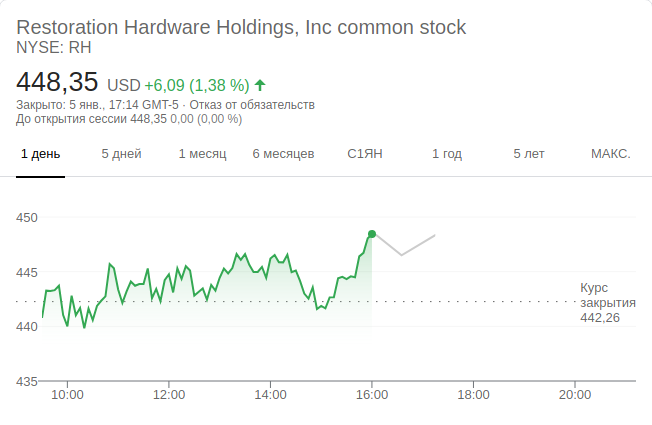 Restoration Hardware Holdings, Inc common stock
NYSE: RH
448,35 USD +6,09 (1,38 %)
Закрыто: 5 янв., 17:14 GMT-5 · Отказ от обязательств
До открытия сессии 448,35 0,00 (0,00 %)
1 день 5 дней 1 месяц 6 месяцев С1ЯН 1 год 5 лет МАКС.
450
445
Курс
закрытия
442,26
440
435
10:00 12:00 14:00 16:00 18:00 20:00